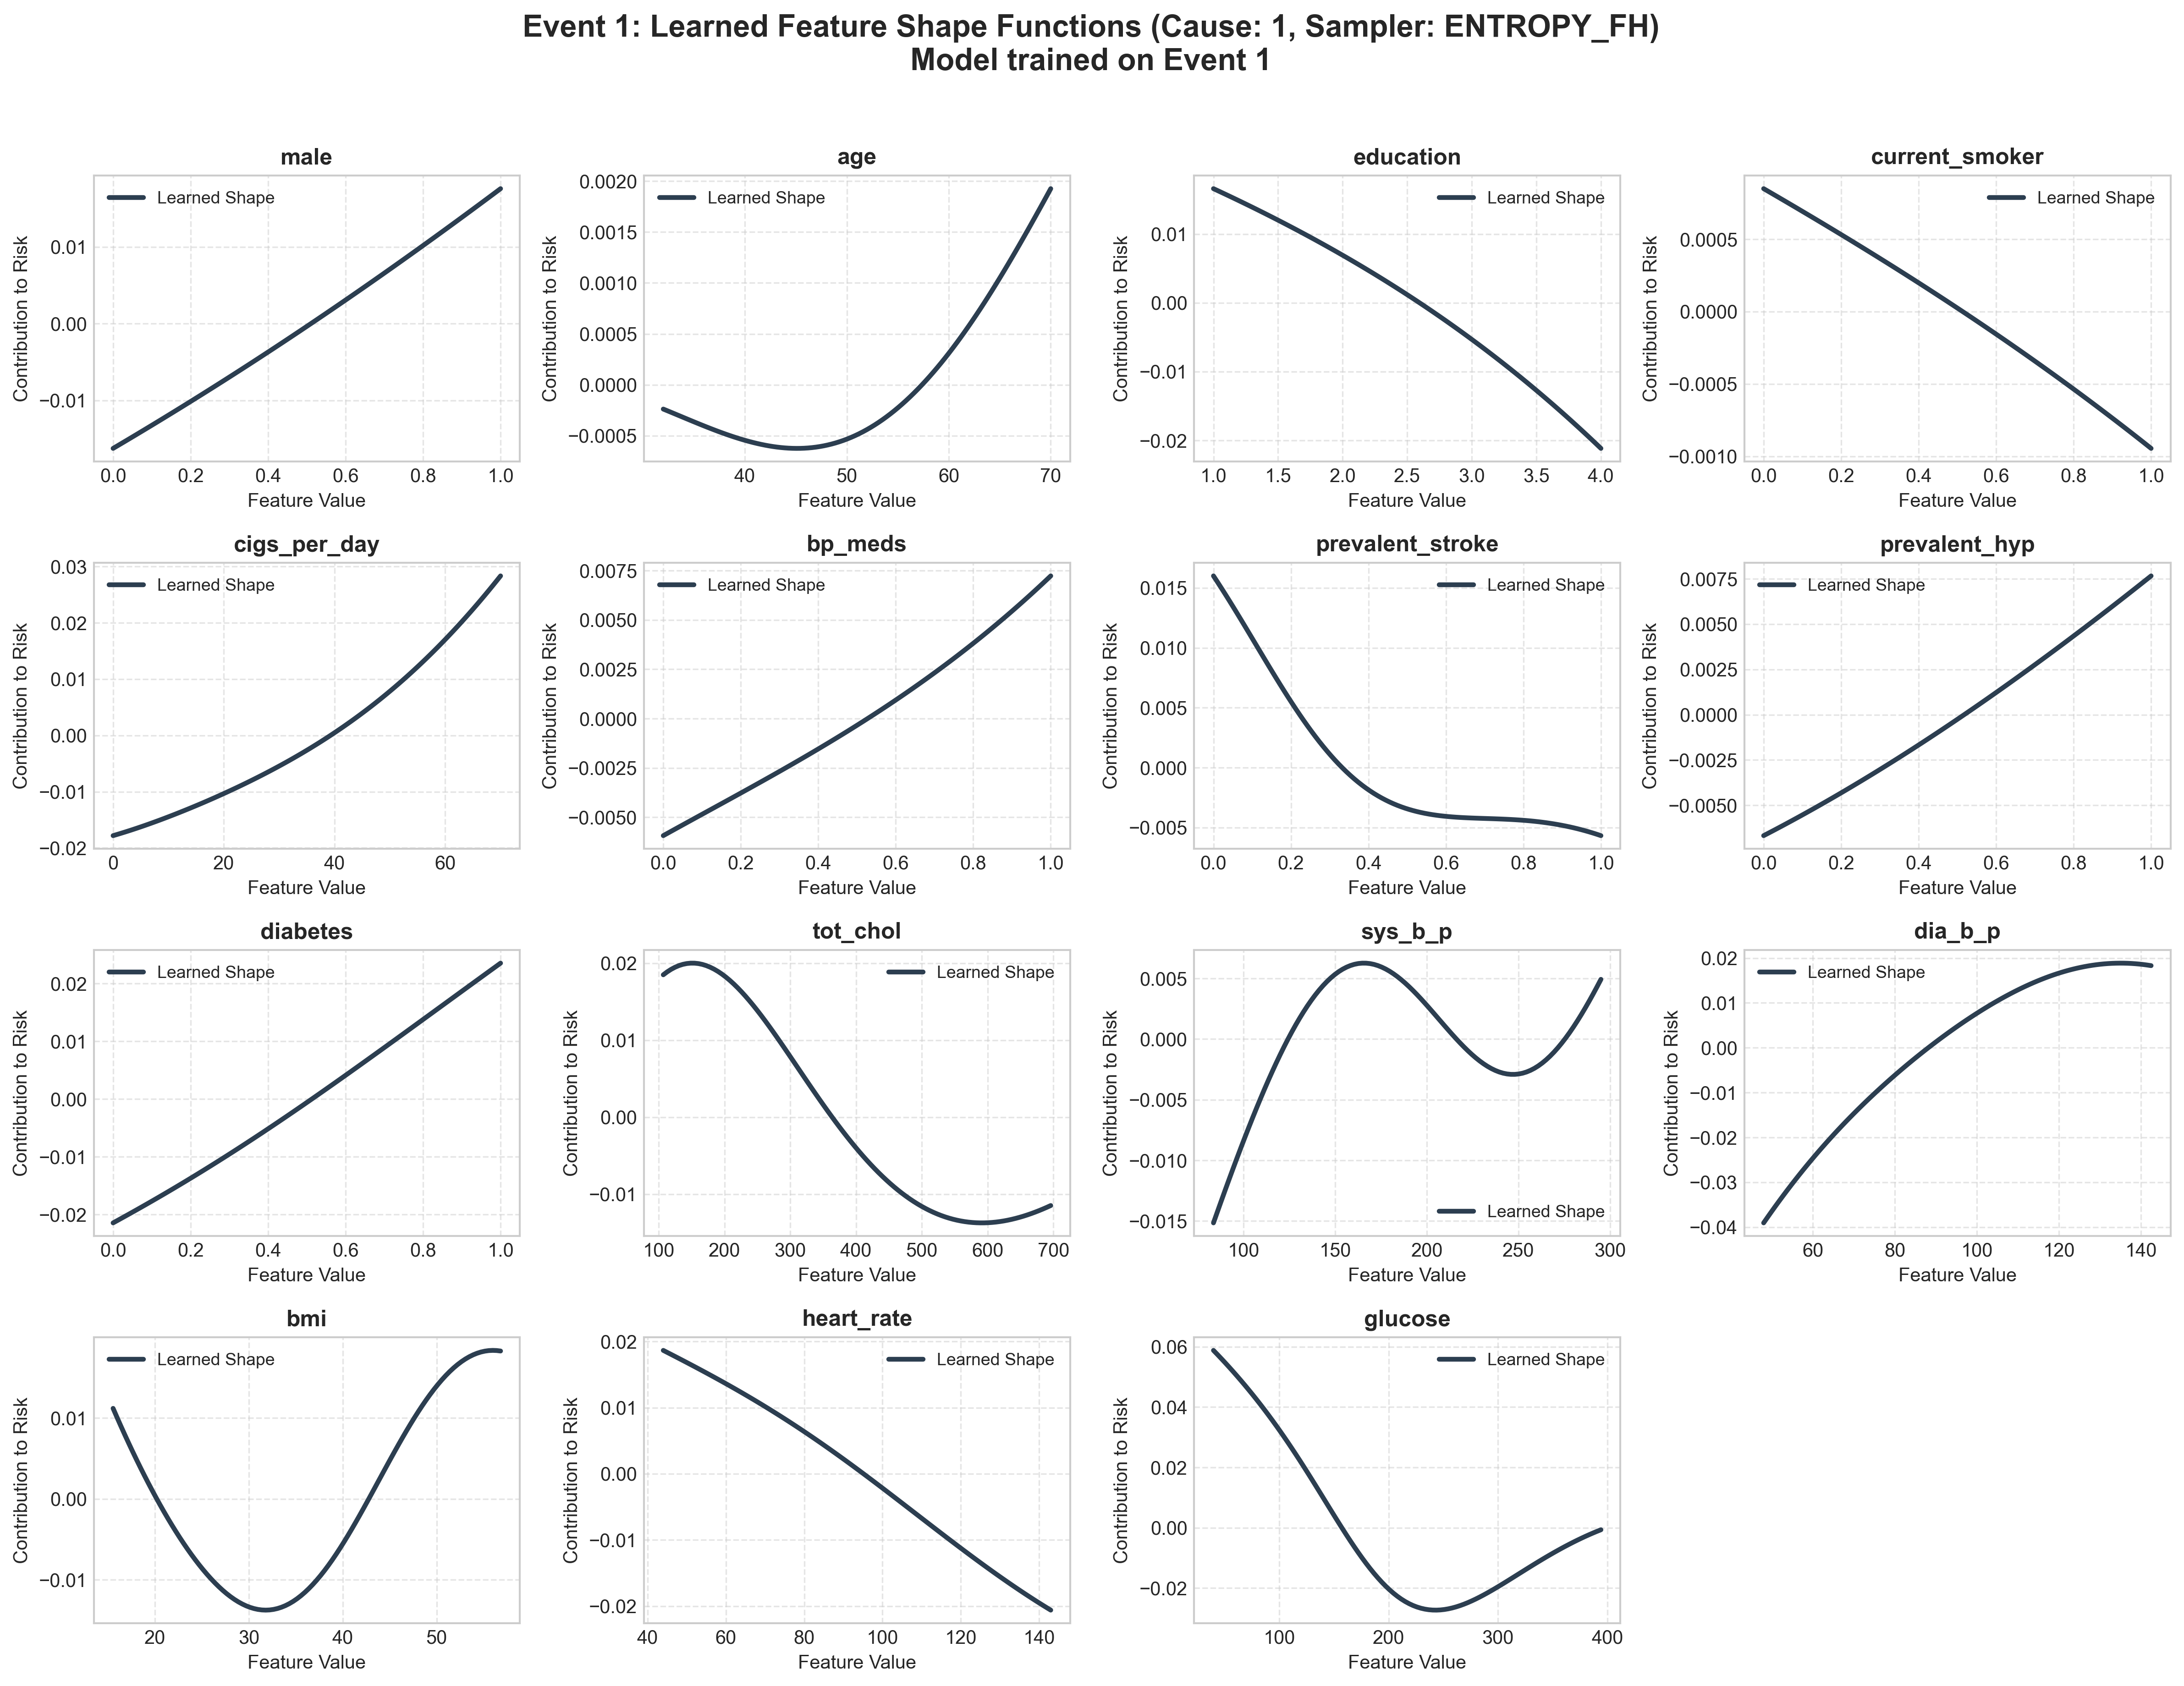 Event 1: Learned Feature Shape Functions (Cause: 1, Sampler: ENTROPY_FH)
Model trained on Event 1
male
Learned Shape
Contribution to Risk
0.01
0.00
−0.01
0.0 0.2 0.4 0.6 0.8 1.0
Feature Value
age
Learned Shape
Contribution to Risk
0.0020
0.0015
0.0010
0.0005
0.0000
−0.0005
40 50 60 70
Feature Value
education
Learned Shape
Contribution to Risk
0.01
0.00
−0.01
−0.02
1.0 1.5 2.0 2.5 3.0 3.5 4.0
Feature Value
current_smoker
Learned Shape
Contribution to Risk
0.0005
0.0000
−0.0005
−0.0010
0.0 0.2 0.4 0.6 0.8 1.0
Feature Value
cigs_per_day
Learned Shape
Contribution to Risk
0.03
0.02
0.01
0.00
−0.01
−0.02
0 20 40 60
Feature Value
bp_meds
Learned Shape
Contribution to Risk
0.0075
0.0050
0.0025
0.0000
−0.0025
−0.0050
0.0 0.2 0.4 0.6 0.8 1.0
Feature Value
prevalent_stroke
Learned Shape
Contribution to Risk
0.015
0.010
0.005
0.000
−0.005
0.0 0.2 0.4 0.6 0.8 1.0
Feature Value
prevalent_hyp
Learned Shape
Contribution to Risk
0.0075
0.0050
0.0025
0.0000
−0.0025
−0.0050
0.0 0.2 0.4 0.6 0.8 1.0
Feature Value
diabetes
Learned Shape
Contribution to Risk
0.02
0.01
0.00
−0.01
−0.02
0.0 0.2 0.4 0.6 0.8 1.0
Feature Value
tot_chol
Learned Shape
Contribution to Risk
0.02
0.01
0.00
−0.01
100 200 300 400 500 600 700
Feature Value
sys_b_p
Learned Shape
Contribution to Risk
0.005
0.000
−0.005
−0.010
−0.015
100 150 200 250 300
Feature Value
dia_b_p
Learned Shape
Contribution to Risk
0.02
0.01
0.00
−0.01
−0.02
−0.03
−0.04
60 80 100 120 140
Feature Value
bmi
Learned Shape
Contribution to Risk
0.01
0.00
−0.01
20 30 40 50
Feature Value
heart_rate
Learned Shape
Contribution to Risk
0.02
0.01
0.00
−0.01
−0.02
40 60 80 100 120 140
Feature Value
glucose
Learned Shape
Contribution to Risk
0.06
0.04
0.02
0.00
−0.02
100 200 300 400
Feature Value